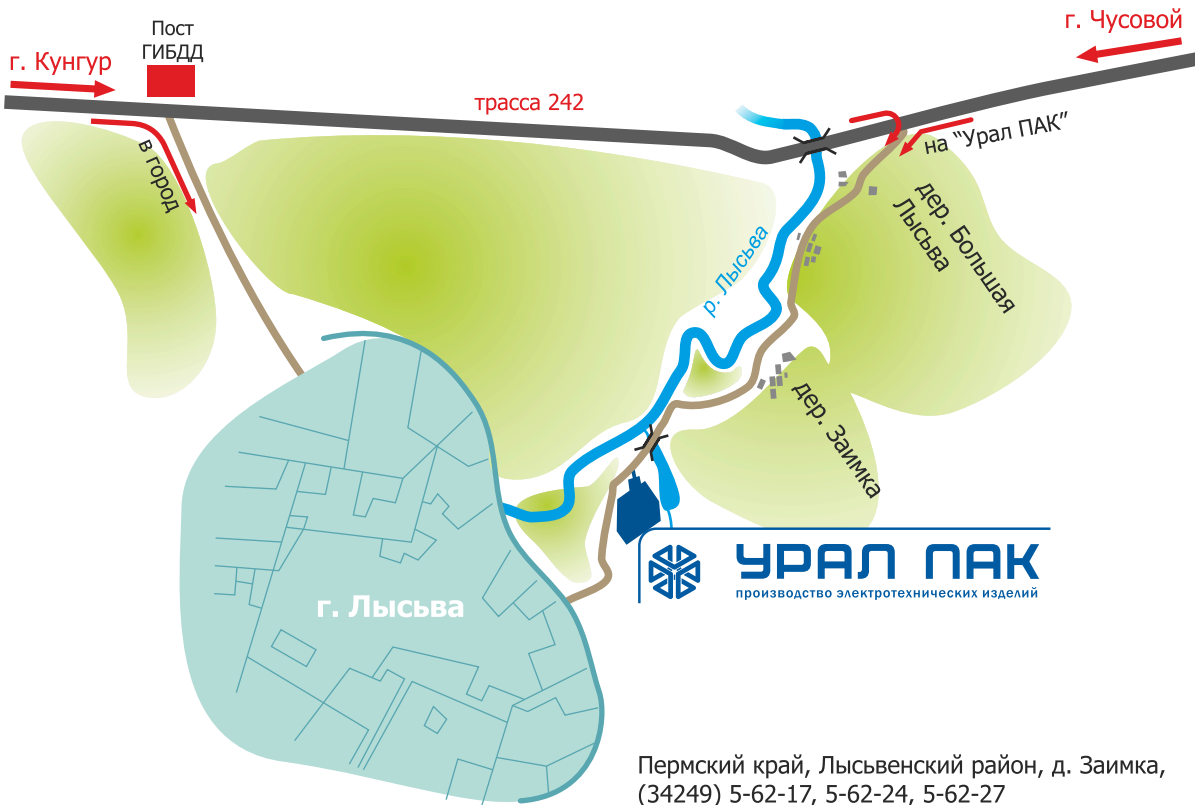 г. Чусовой
Пост
ГИБДД
г. Кунгур
трасса 242
на “Урал ПАК”
в город
дер. Большая
Лысьва
р. Лысьва
дер. Заимка
УРАЛ ПАК
производство электротехнических изделий
г. Лысьва
Пермский край, Лысьвенский район, д. Заимка,
(34249) 5-62-17, 5-62-24, 5-62-27